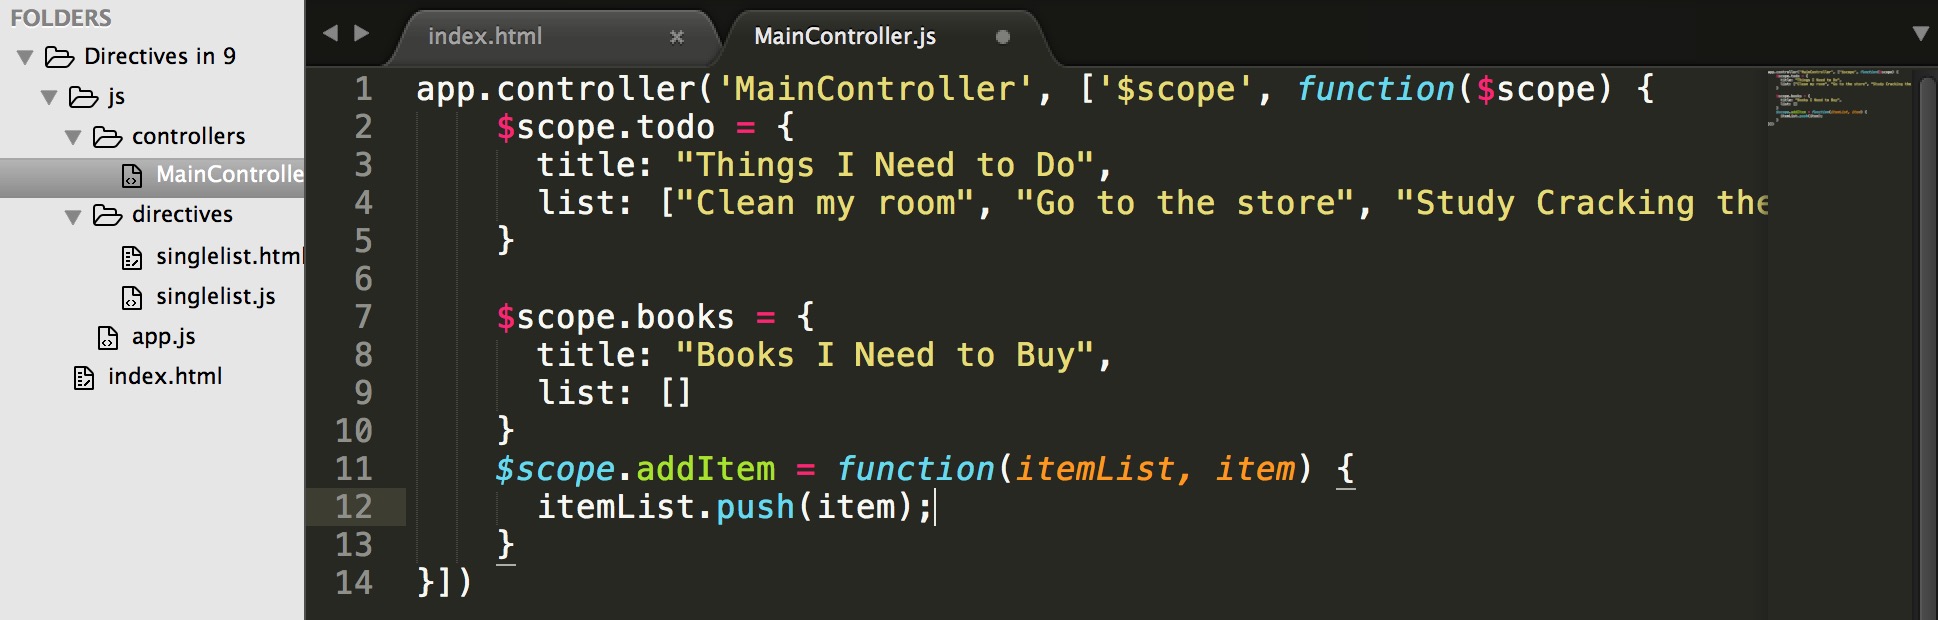 FOLDERS
Directives in 9
js
controllers
MainControlle
directives
singlelist.html
singlelist.js
app.js
index.html
index.html
MainController.js
1 app.controller('MainController', ['$scope', function($scope) {
2 $scope.todo = {
3 title: "Things I Need to Do",
4 list: ["Clean my room", "Go to the store", "Study Cracking the
5 }
6
7 $scope.books = {
8 title: "Books I Need to Buy",
9 list: []
10 }
11 $scope.addItem = function(itemList, item) {
12 itemList.push(item);
13 }
14 }])